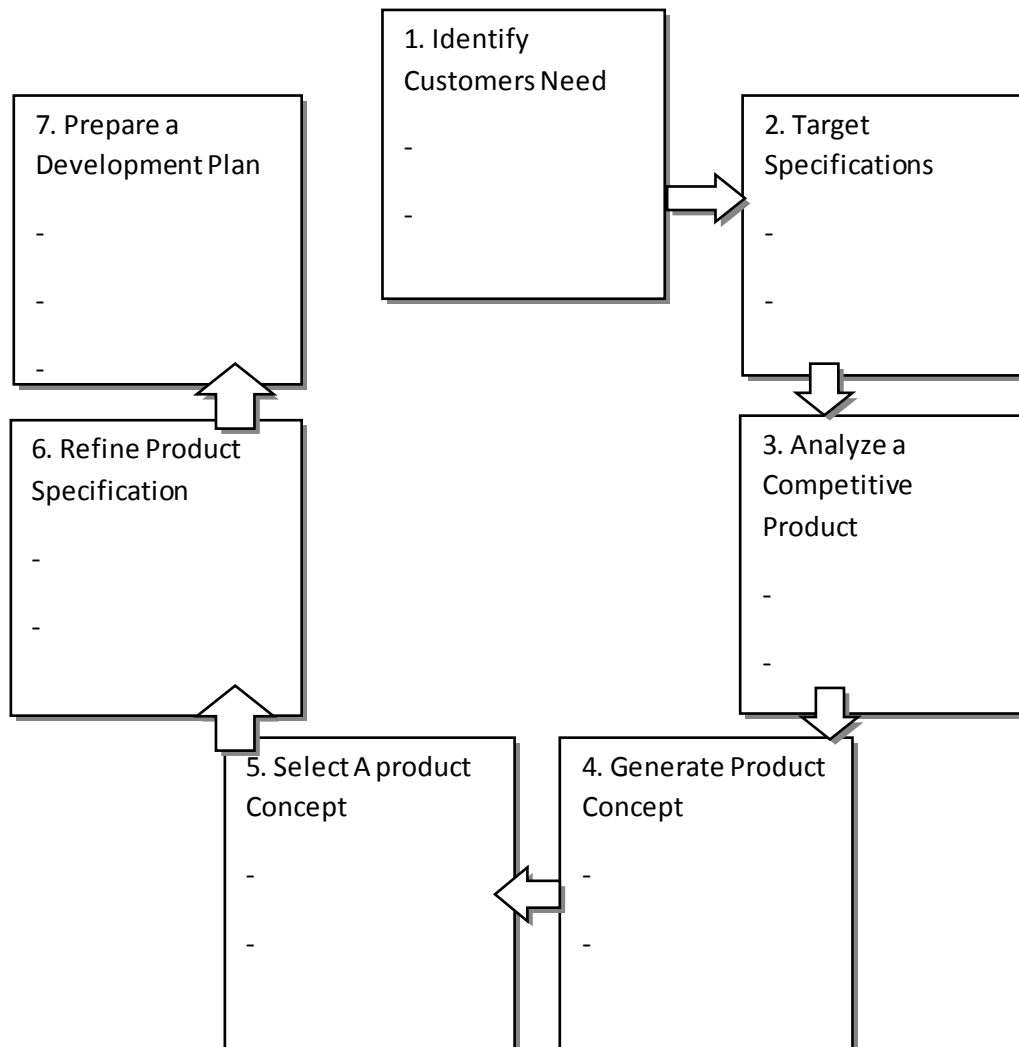 1. Identify
Customers Need
-
-
2. Target
Specifications
-
-
3. Analyze a
Competitive
Product
-
-
4. Generate Product
Concept
-
-
5. Select A product
Concept
-
-
6. Refine Product
Specification
-
-
7. Prepare a
Development Plan
-
-
-